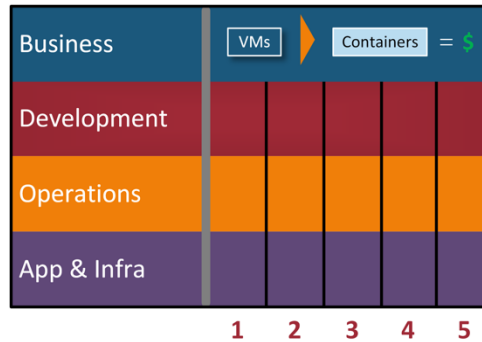 Business
VMs Containers = $
Development
Operations
App & Infra
1 2 3 4 5